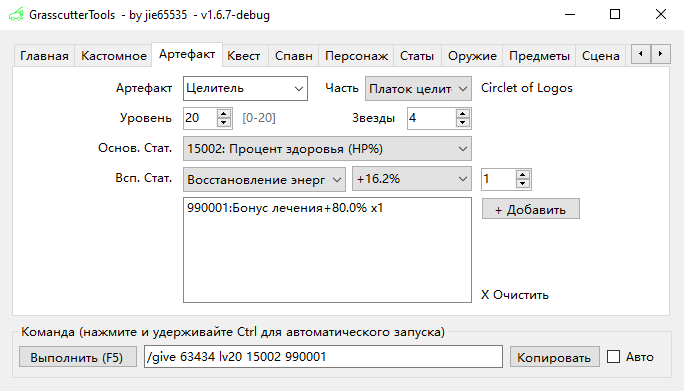 GrasscutterTools - by jie65535 - v1.6.7-debug
Главная Кастомное Артефакт Квест Спавн Персонаж Статы Оружие Предметы Сцена
Артефакт Целитель Часть Платок целит Circlet of Logos
Уровень 20 [0-20] Звезды 4
Основ. Стат. 15002: Процент здоровья (HP%)
Всп. Стат. Восстановление энерг +16.2% 1
990001:Бонус лечения+80.0% x1
+ Добавить
X Очистить
Команда (нажмите и удерживайте Ctrl для автоматического запуска)
Выполнить (F5) /give 63434 lv20 15002 990001 Копировать Авто